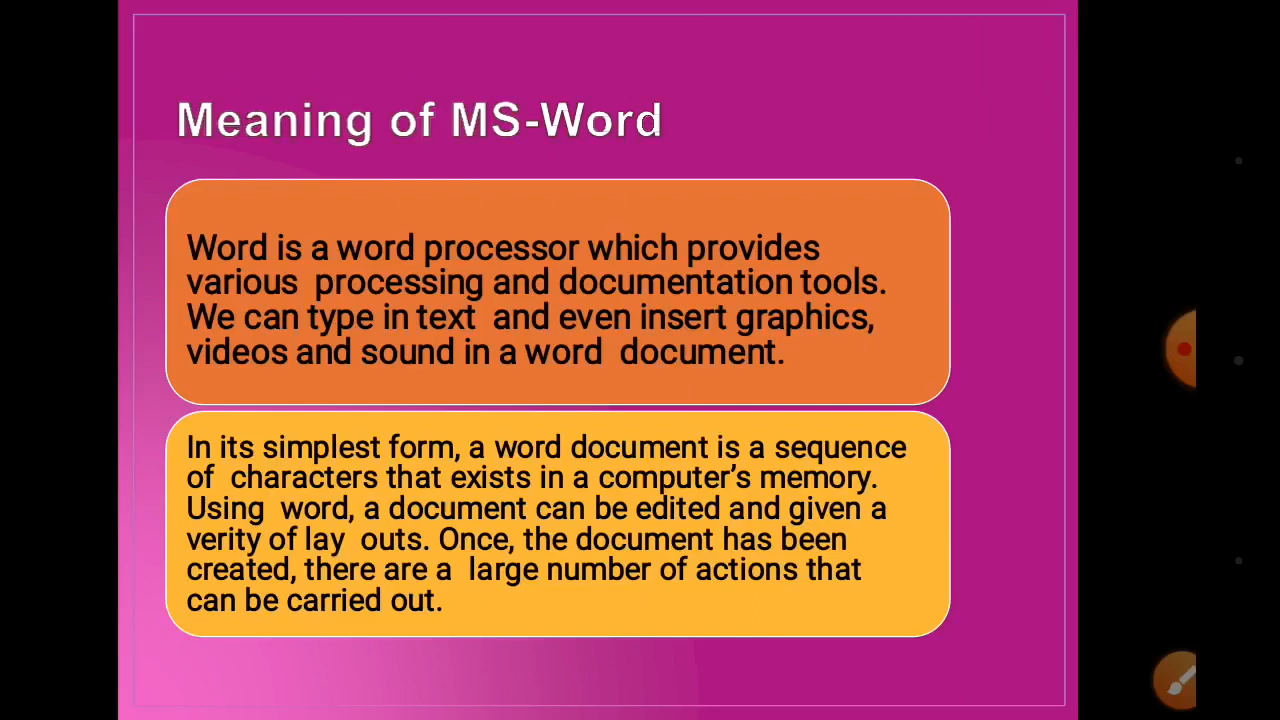 Meaning of MS-Word
Word is a word processor which provides
various processing and documentation tools.
We can type in text and even insert graphics,
videos and sound in a word document.
In its simplest form, a word document is a sequence
of characters that exists in a computer’s memory.
Using word, a document can be edited and given a
verity of lay outs. Once, the document has been
created, there are a large number of actions that
can be carried out.